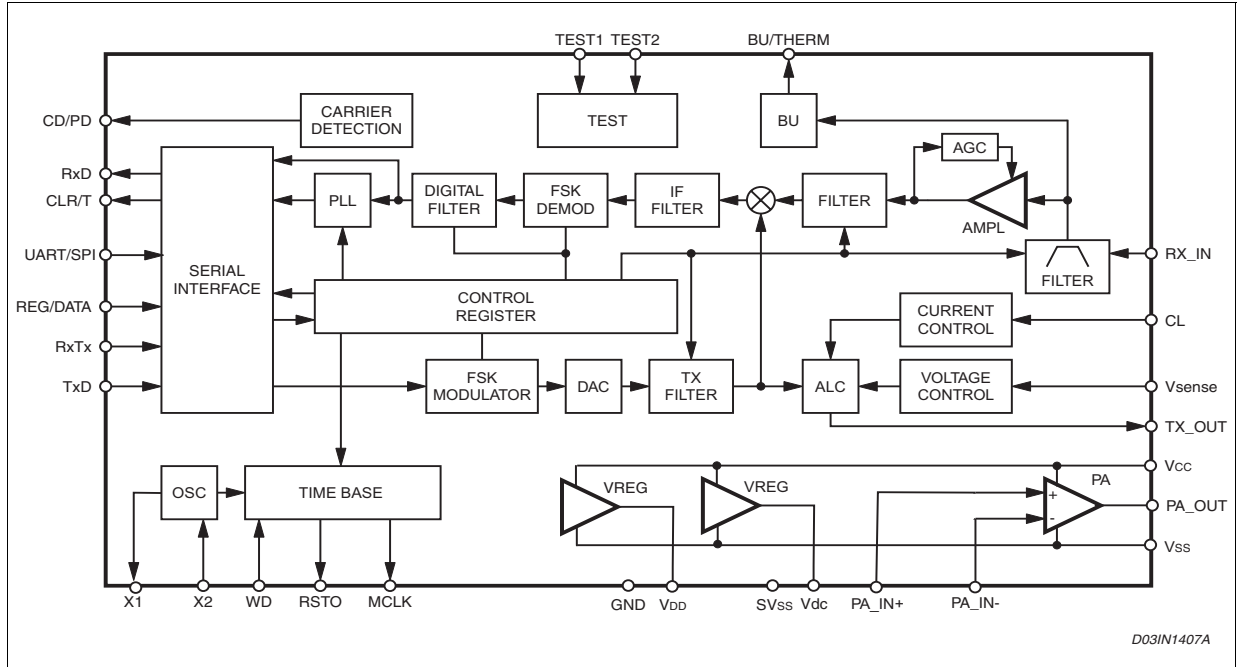 TEST1 TEST2 BU/THERM
CD/PD
CARRIER
DETECTION
TEST
BU
AGC
RxD
CLR/T
PLL
DIGITAL
FILTER
FSK
DEMOD
IF
FILTER
FILTER
AMPL
UART/SPI
SERIAL
INTERFACE
FILTER
RX_IN
REG/DATA
CONTROL
REGISTER
CURRENT
CONTROL
CL
RxTx
TxD
FSK
MODULATOR
DAC
TX
FILTER
ALC
VOLTAGE
CONTROL
Vsense
TX_OUT
OSC
TIME BASE
VREG
VREG
+
-
PA
VCC
PA_OUT
VSS
X1 X2 WD RSTO MCLK GND VDD SVSS Vdc PA_IN+ PA_IN-
D03IN1407A